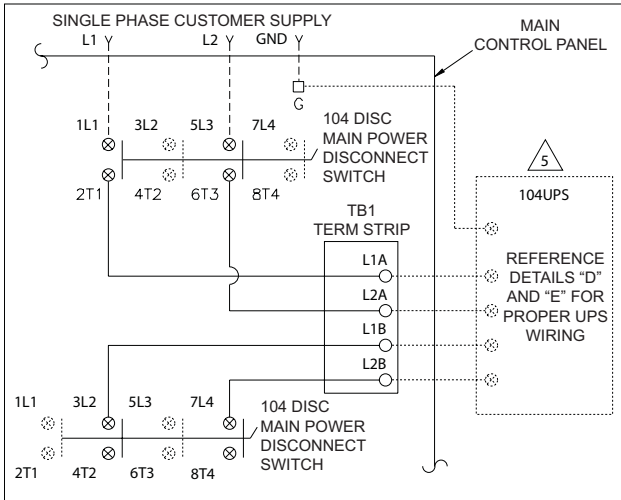 SINGLE PHASE CUSTOMER SUPPLY
L1 L2 GND
MAIN
CONTROL PANEL
G
1L1 3L2 5L3 7L4
104 DISC
MAIN POWER
DISCONNECT
SWITCH
2T1 4T2 6T3 8T4
5
104UPS
TB1
TERM STRIP
L1A
L2A
L1B
L2B
REFERENCE
DETAILS “D”
AND “E” FOR
PROPER UPS
WIRING
1L1 3L2 5L3 7L4
104 DISC
MAIN POWER
DISCONNECT
SWITCH
2T1 4T2 6T3 8T4